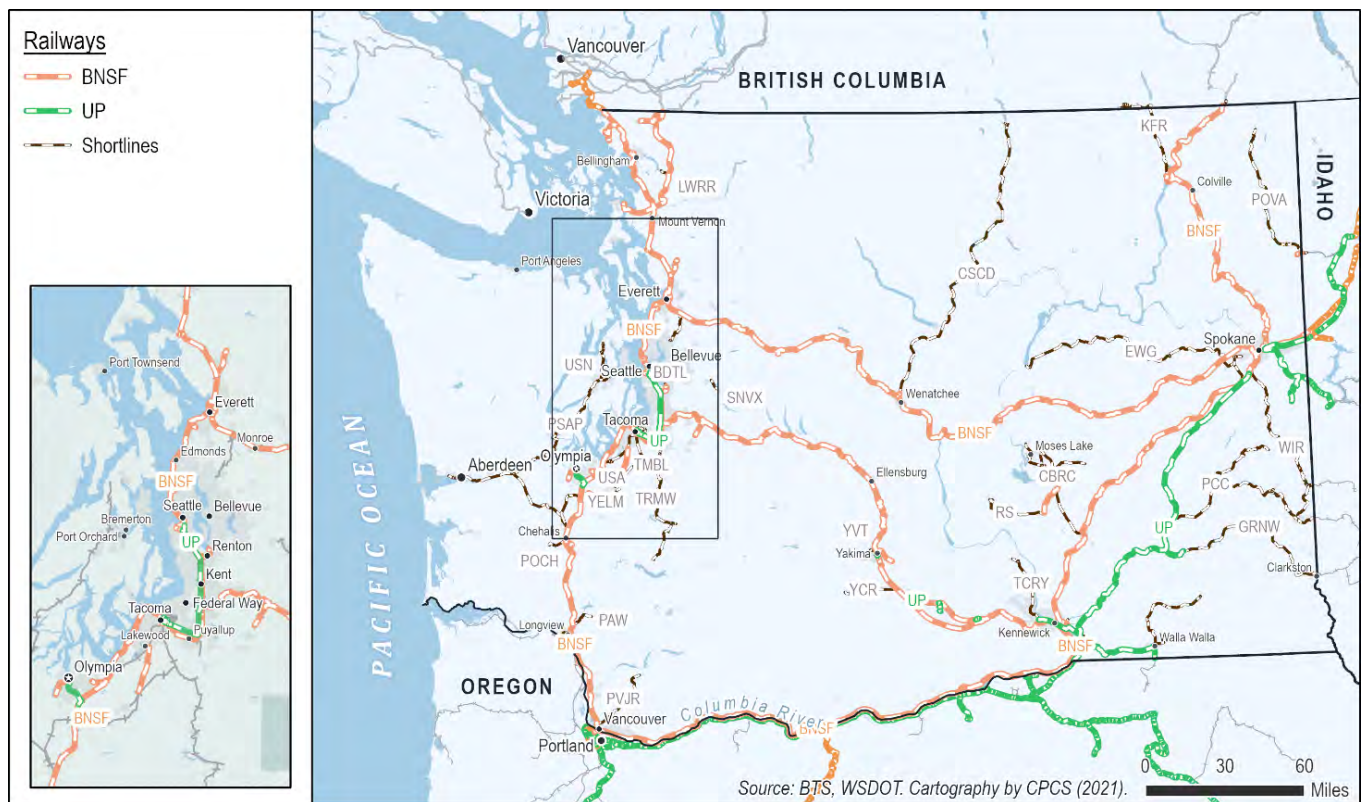 Railways
BNSF
UP
Shortlines
Port Townsend
Everett
Monroe
Edmonds
BNSF
Seattle
Bellevue
Bremerton
Port Orchard
UP
Renton
Kent
Tacoma
Federal Way
Lakewood
Puyallup
Olympia
BNSF
Vancouver
BRITISH COLUMBIA
KFR
IDAHO
Bellingham
LWRR
Colville
POVA
Victoria
Mount Vernon
BNSF
Port Angeles
CSCD
Everett
BNSF
Spokane
USN
Bellevue
EWG
Seattle
BDTL
SNVX
Wenatchee
PSAP
Tacoma
UP
BNSF
PACIFIC OCEAN
Aberdeen
Olympia
TMBL
Moses Lake
WIR
USA
Ellensburg
CBRC
PCC
YELM
TRMW
RS
Chehalis
YVT
UP
GRNW
POCH
Yakima
Clarkston
TCRY
YCR
UP
PAW
Longview
Kennewick
BNSF
BNSF
Walla Walla
OREGON
PVJR
Vancouver
Columbia River
BNSF
Portland
0 30 60
Miles
Source: BTS, WSDOT. Cartography by CPCS (2021).